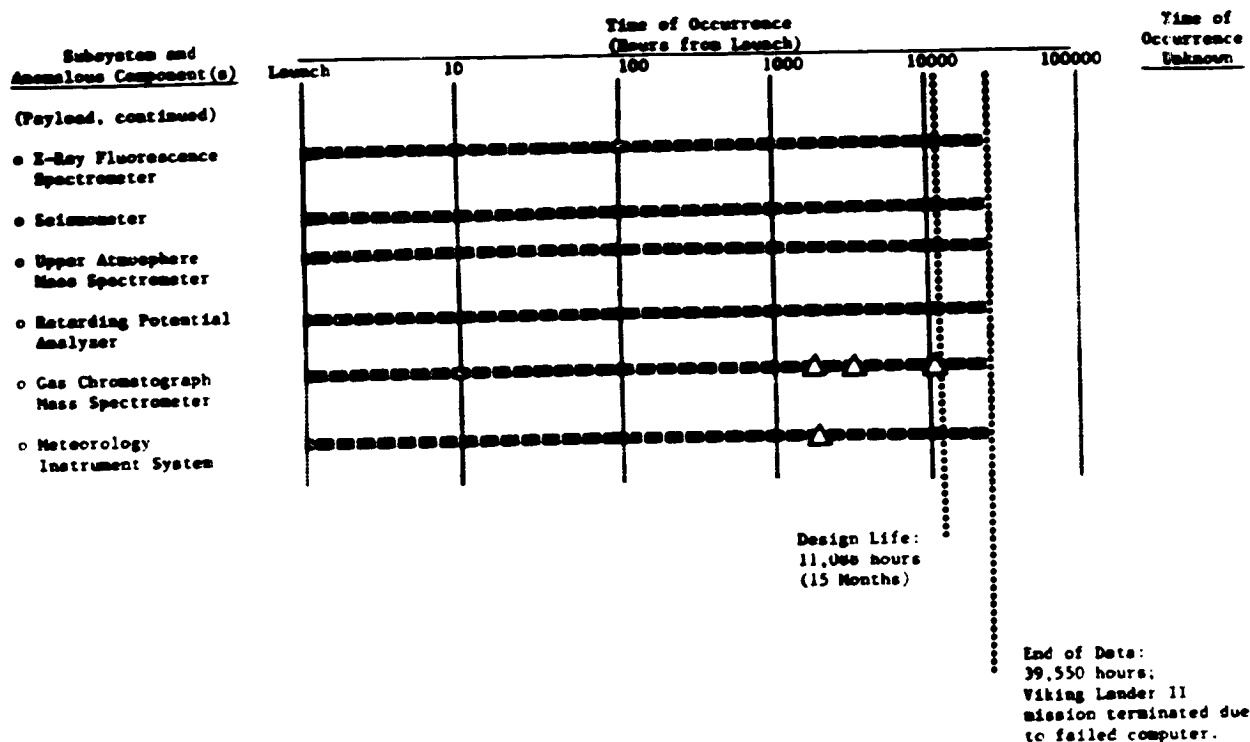 Time of Occurrence
(Hours from Launch)
Time of
Occurrence
Unknown
Subsystem and
Anomalous Component(s)
Launch 10 100 1000 10000 100000
(Payload, continued)
• X-Ray Fluorescence
Spectrometer
• Seismometer
• Upper Atmosphere
Mass Spectrometer
o Retarding Potential
Analyzer
o Gas Chromatograph
Mass Spectrometer
o Meteorology
Instrument System
Design Life:
hours
(15 Months)
End of Data:
39,550 hours;
Viking Lander II
mission terminated due
to failed computer.